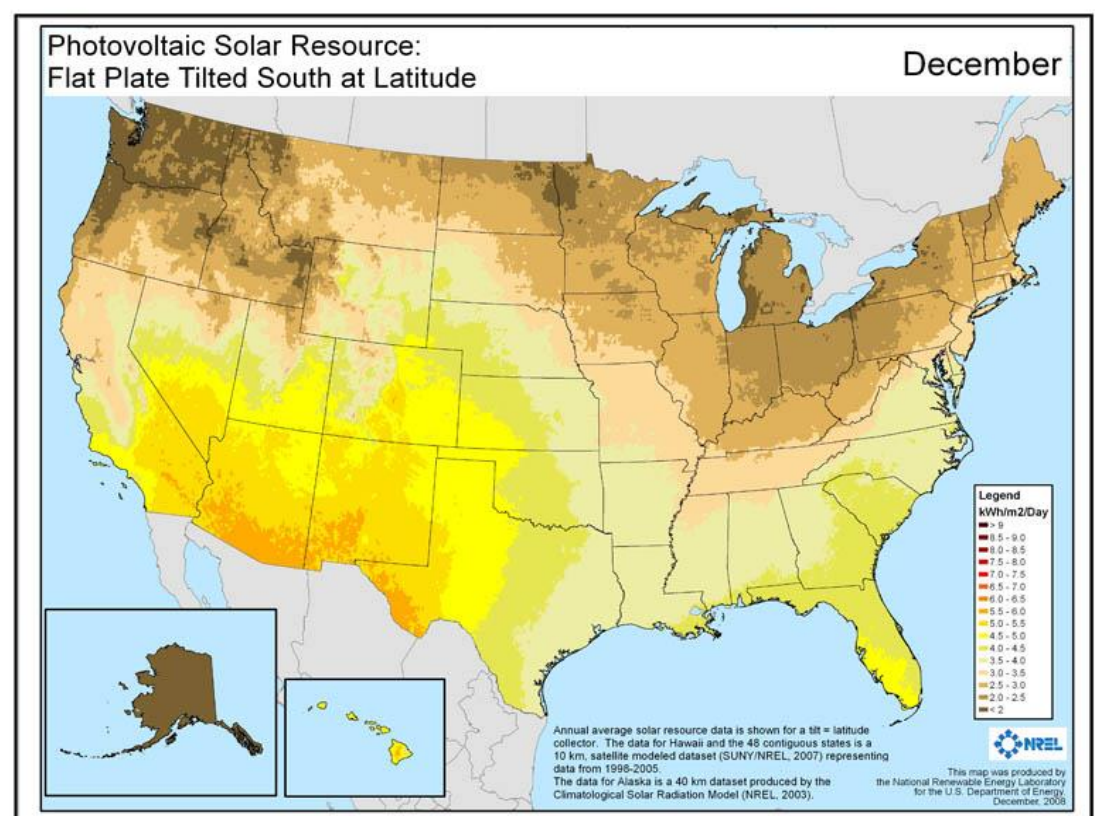 Photovoltaic Solar Resource:
Flat Plate Tilted South at Latitude
December
Legend
kWh/m2/Day
> 9
8.5 - 9.0
8.0 - 8.5
7.5 - 8.0
7.0 - 7.5
6.5 - 7.0
6.0 - 6.5
5.5 - 6.0
5.0 - 5.5
4.5 - 5.0
4.0 - 4.5
3.5 - 4.0
3.0 - 3.5
2.5 - 3.0
2.0 - 2.5
< 2
Annual average solar resource data is shown for a tilt = latitude
collector. The data for Hawaii and the 48 contiguous states is a
10 km, satellite modeled dataset (SUNY/NREL, 2007) representing
data from 1998-2005.
The data for Alaska is a 40 km dataset produced by the
Climatological Solar Radiation Model (NREL, 2003).
NREL
This map was produced by
the National Renewable Energy Laboratory
for the U.S. Department of Energy.
December, 2008